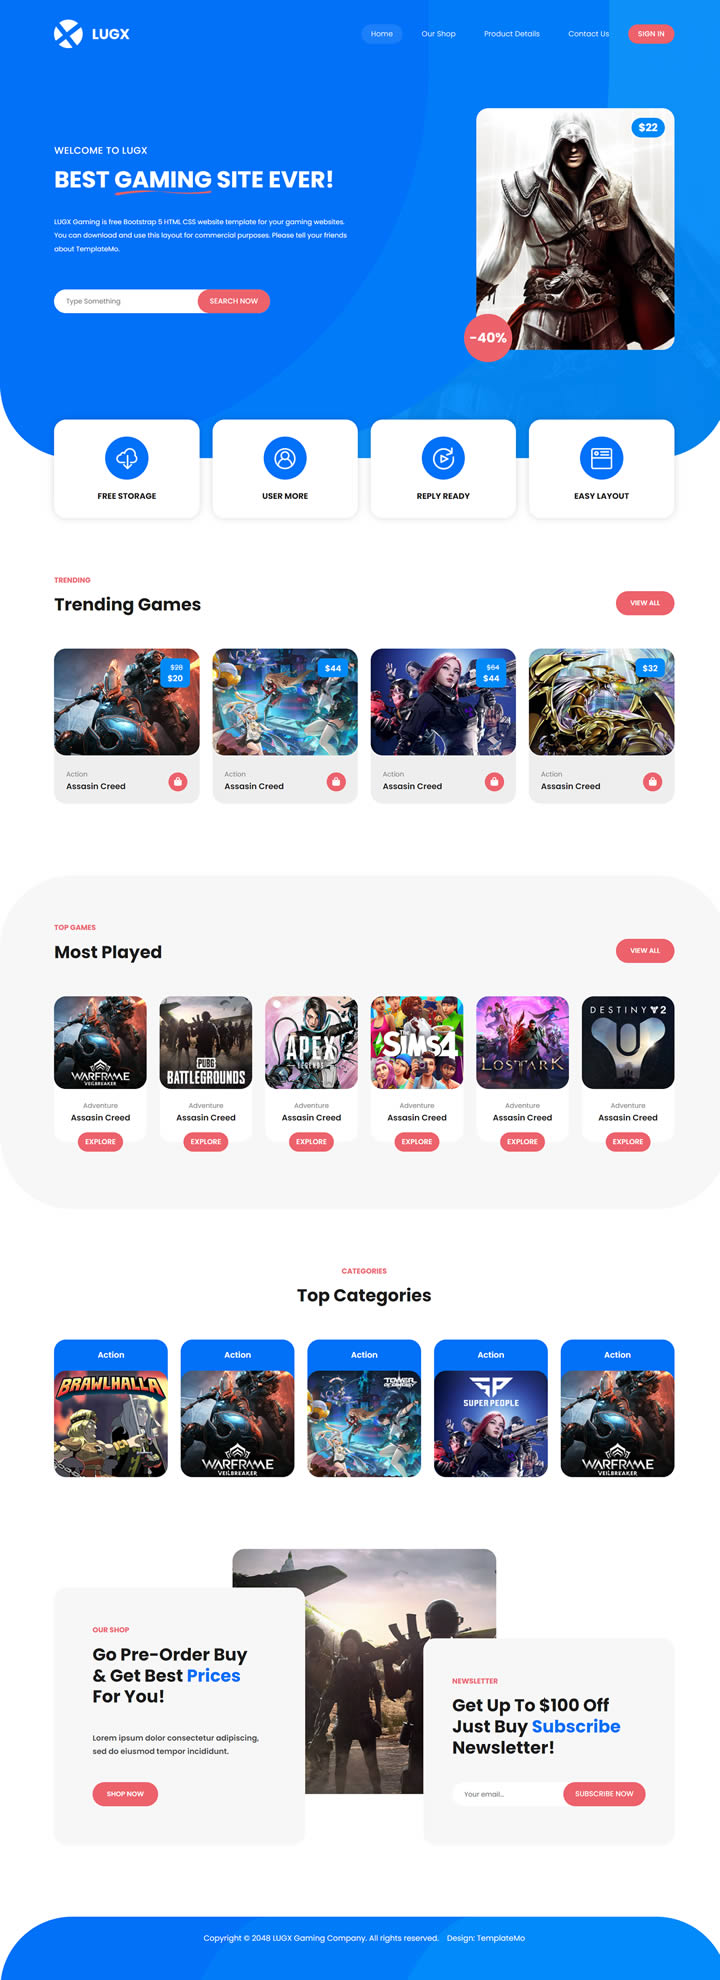 LUGX
Home
Our Shop
Product Details
Contact Us
SIGN IN
$22
WELCOME TO LUGX
BEST GAMING SITE EVER!
LUGX Gaming is free Bootstrap 5 HTML CSS website template for your gaming websites.
You can download and use this layout for commercial purposes. Please tell your friends
about TemplateMo.
Type Something
SEARCH NOW
-40%
FREE STORAGE
USER MORE
REPLY READY
EASY LAYOUT
TRENDING
Trending Games
VIEW ALL
$28
$20
$44
$64
$44
$32
Action
Assasin Creed
Action
Assasin Creed
Action
Assasin Creed
Action
Assasin Creed
TOP GAMES
Most Played
VIEW ALL
WARFRAME
VEILBREAKER
PUBG
BATTLEGROUNDS
APEX
LEGENDS
THE
SIMS4
LOST ARK
DESTINY 2
Adventure
Assasin Creed
EXPLORE
Adventure
Assasin Creed
EXPLORE
Adventure
Assasin Creed
EXPLORE
Adventure
Assasin Creed
EXPLORE
Adventure
Assasin Creed
EXPLORE
Adventure
Assasin Creed
EXPLORE
CATEGORIES
Top Categories
Action
BRAWLHALLA
Action
WARFRAME
VEILBREAKER
Action
TOWER
OF FANTASY
Action
SP
SUPER PEOPLE
Action
WARFRAME
VEILBREAKER
OUR SHOP
Go Pre-Order Buy
& Get Best Prices
For You!
Lorem ipsum dolor consectetur adipiscing,
sed do eiusmod tempor incididunt.
SHOP NOW
NEWSLETTER
Get Up To $100 Off
Just Buy Subscribe
Newsletter!
Your email...
SUBSCRIBE NOW
Copyright © 2048 LUGX Gaming Company. All rights reserved. Design: TemplateMo